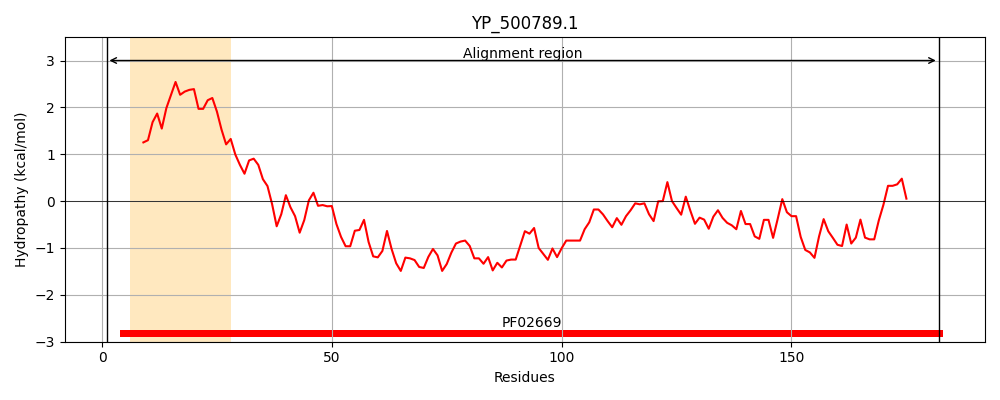 YP_500789.1
Alignment region
3
2
1
0
−1
−2
−3
Hydropathy (kcal/mol)
PF02669
0
50
100
150
Residues